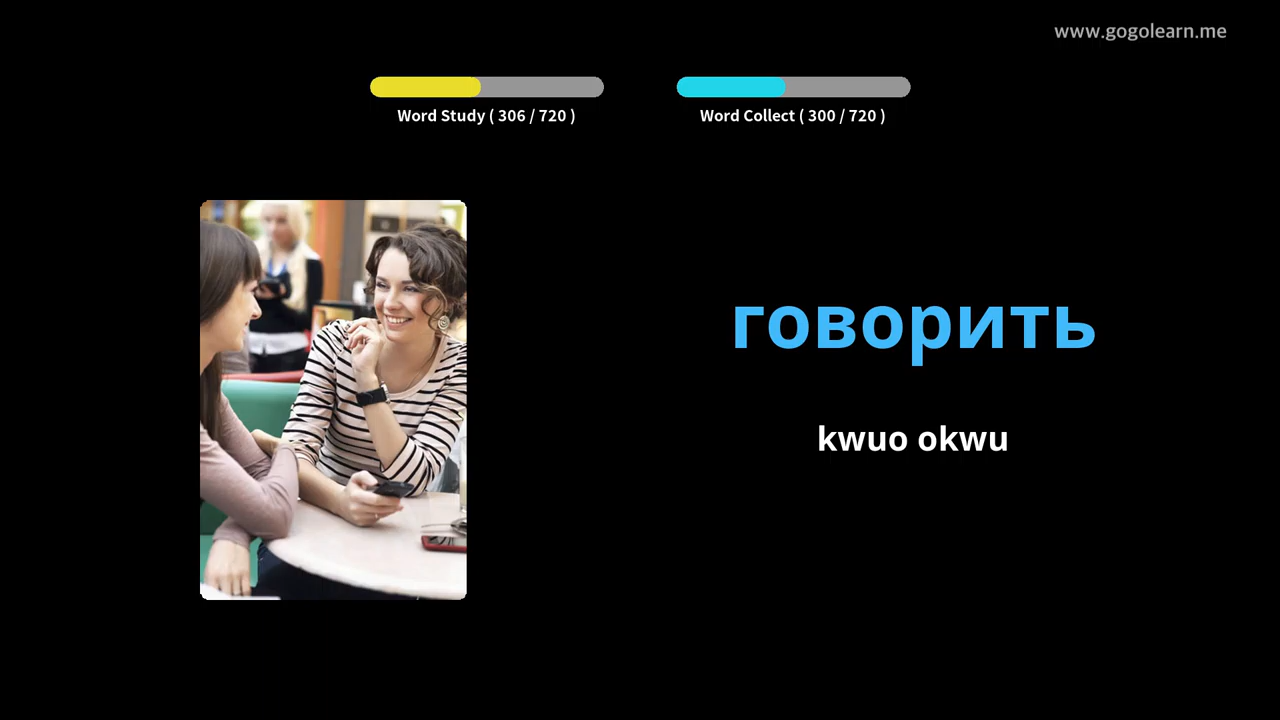 www.gogolearn.me
Word Study ( 306 / 720 )
Word Collect ( 300 / 720 )
говорить
kwuo okwu